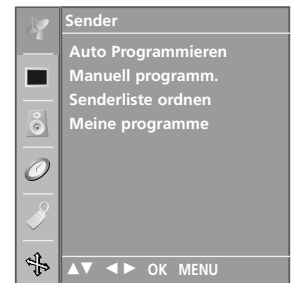 Sender
Auto Programmieren
Manuell programm.
Senderliste ordnen
Meine programme
▲▼ ◄► OK MENU